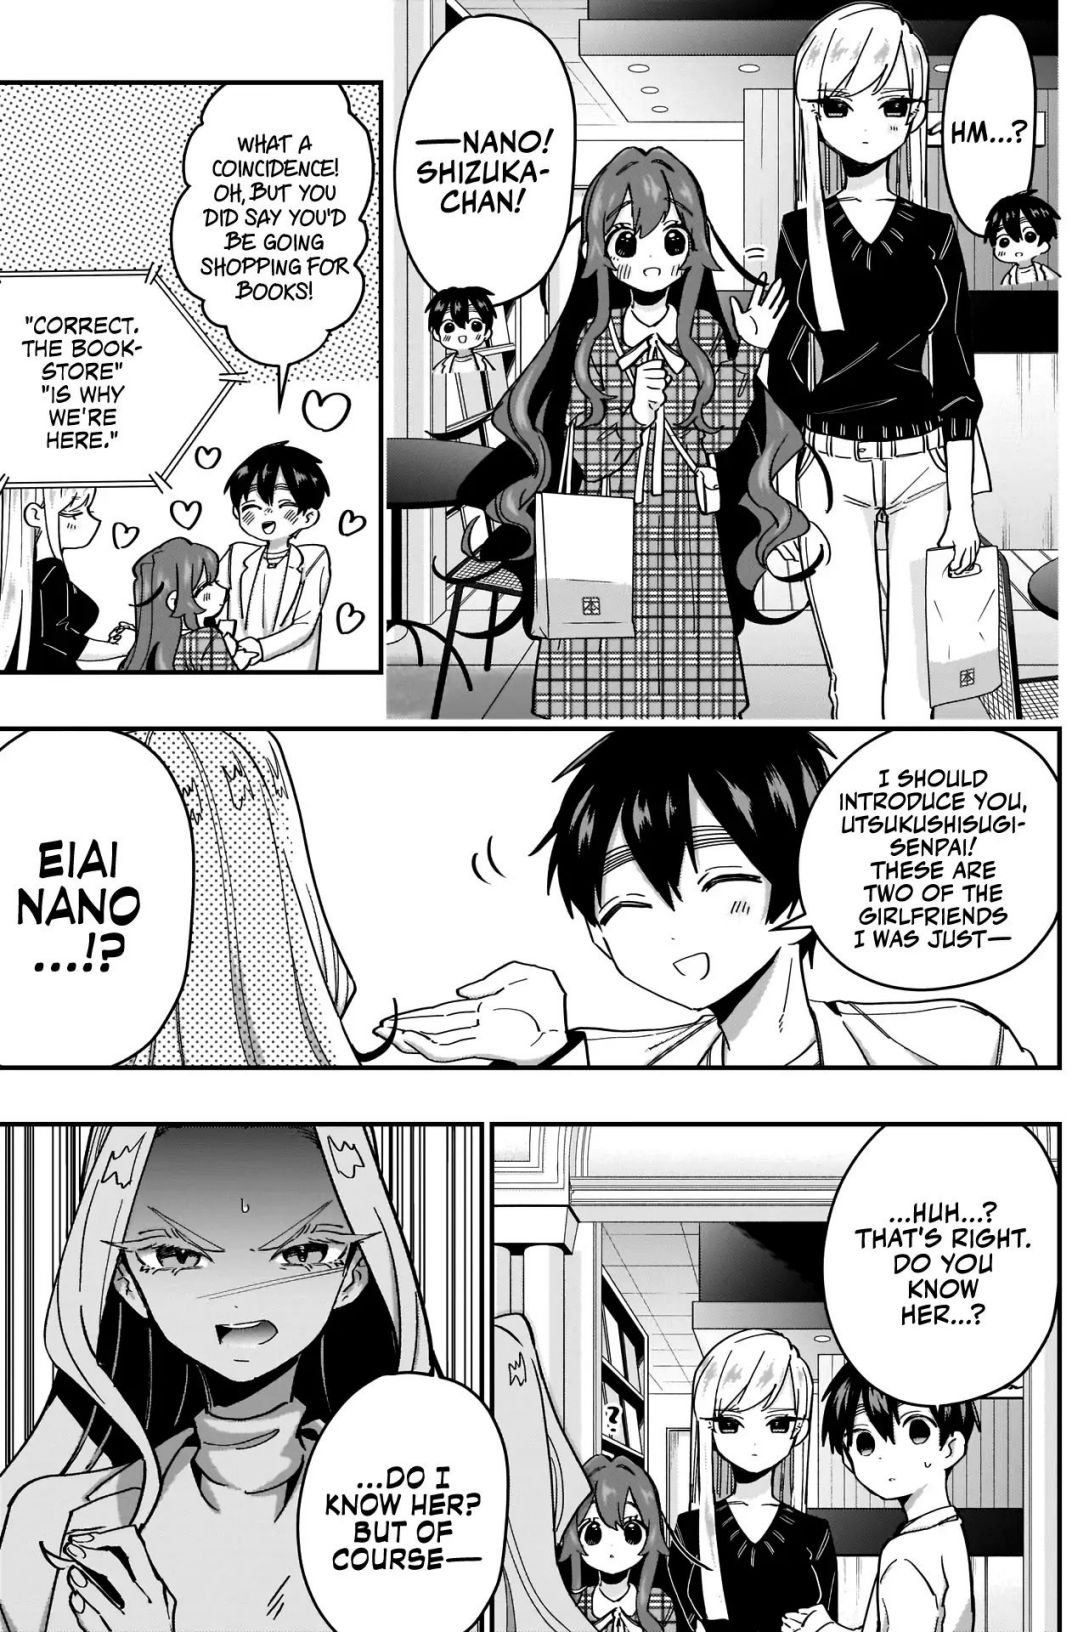 HM...?
—NANO!
SHIZUKA-
CHAN!
本
本
WHAT A
COINCIDENCE!
OH, BUT YOU
DID SAY YOU'D
BE GOING
SHOPPING FOR
BOOKS!
"CORRECT.
THE BOOK-
STORE"
"IS WHY
WE'RE
HERE."
I SHOULD
INTRODUCE YOU,
UTSUKUSHISUGI-
SENPAI!
THESE ARE
TWO OF THE
GIRLFRIENDS
I WAS JUST—
EIAI
NANO
...!?
...HUH...?
THAT'S RIGHT.
DO YOU
KNOW
HER...?
?
...DO I
KNOW HER?
BUT OF
COURSE—